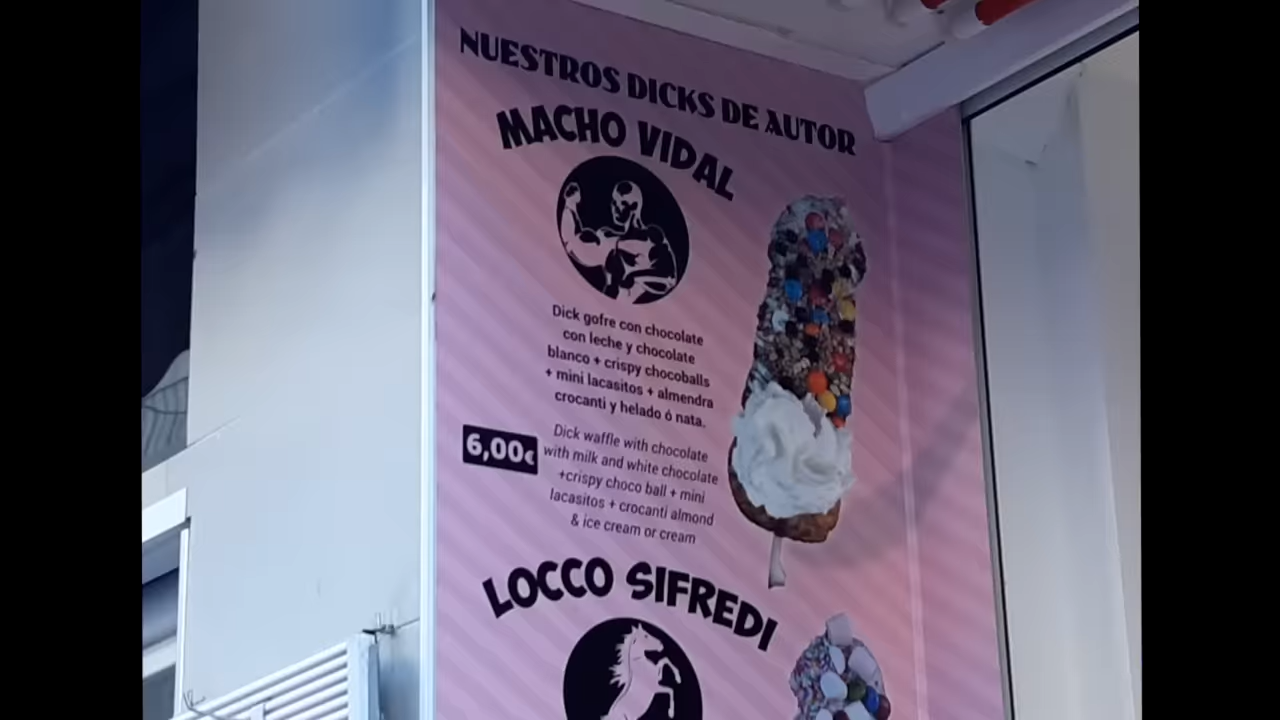 NUESTROS DICKS DE AUTOR
MACHO VIDAL
Dick gofre con chocolate
con leche y chocolate
blanco + crispy chocoballs
+ mini lacasitos + almendra
crocanti y helado ó nata.
6,00€
Dick waffle with chocolate
with milk and white chocolate
+crispy choco ball + mini
lacasitos + crocanti almond
& ice cream or cream
LOCCO SIFREDI